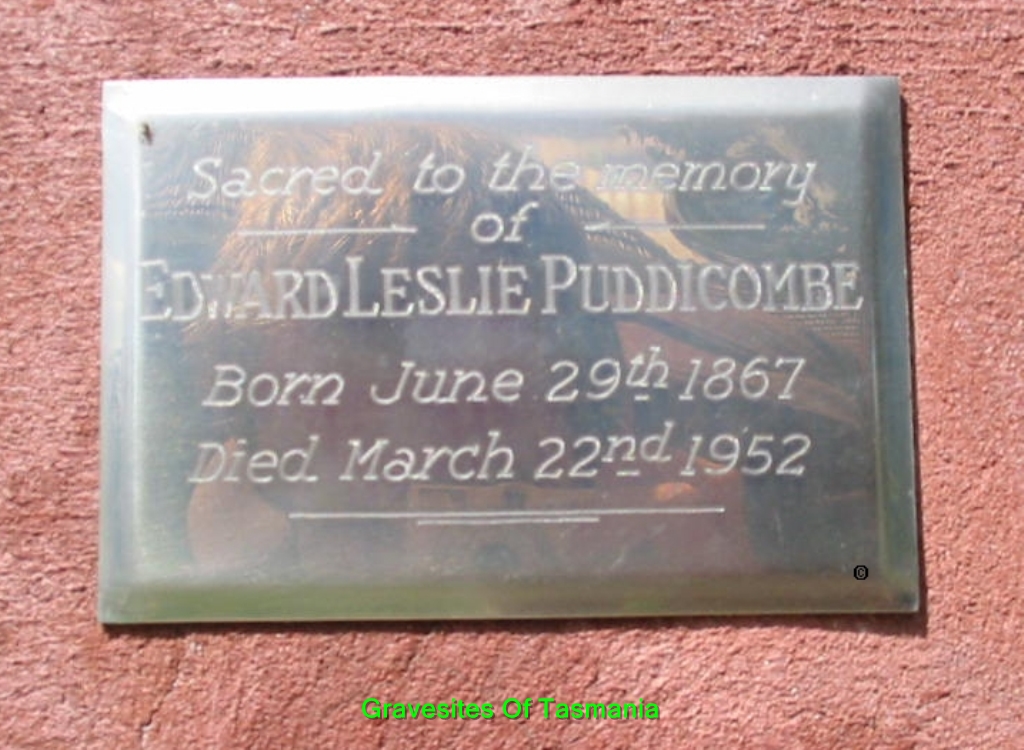 Sacred to the memory
of
EDWARD LESLIE PUDDICOMBE
Born June 29th 1867
Died March 22nd 1952
©
Gravesites Of Tasmania